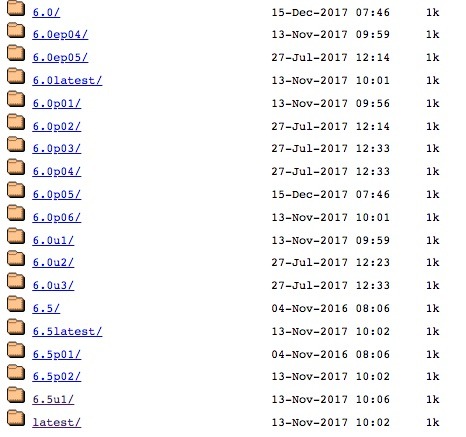 6.0/ 15-Dec-2017 07:46 1k
6.0ep04/ 13-Nov-2017 09:59 1k
6.0ep05/ 27-Jul-2017 12:14 1k
6.0latest/ 13-Nov-2017 10:01 1k
6.0p01/ 13-Nov-2017 09:56 1k
6.0p02/ 27-Jul-2017 12:14 1k
6.0p03/ 27-Jul-2017 12:33 1k
6.0p04/ 27-Jul-2017 12:33 1k
6.0p05/ 15-Dec-2017 07:46 1k
6.0p06/ 13-Nov-2017 10:01 1k
6.0u1/ 13-Nov-2017 09:59 1k
6.0u2/ 27-Jul-2017 12:23 1k
6.0u3/ 27-Jul-2017 12:33 1k
6.5/ 04-Nov-2016 08:06 1k
6.5latest/ 13-Nov-2017 10:02 1k
6.5p01/ 04-Nov-2016 08:06 1k
6.5p02/ 13-Nov-2017 10:02 1k
6.5u1/ 13-Nov-2017 10:06 1k
latest/ 13-Nov-2017 10:02 1k